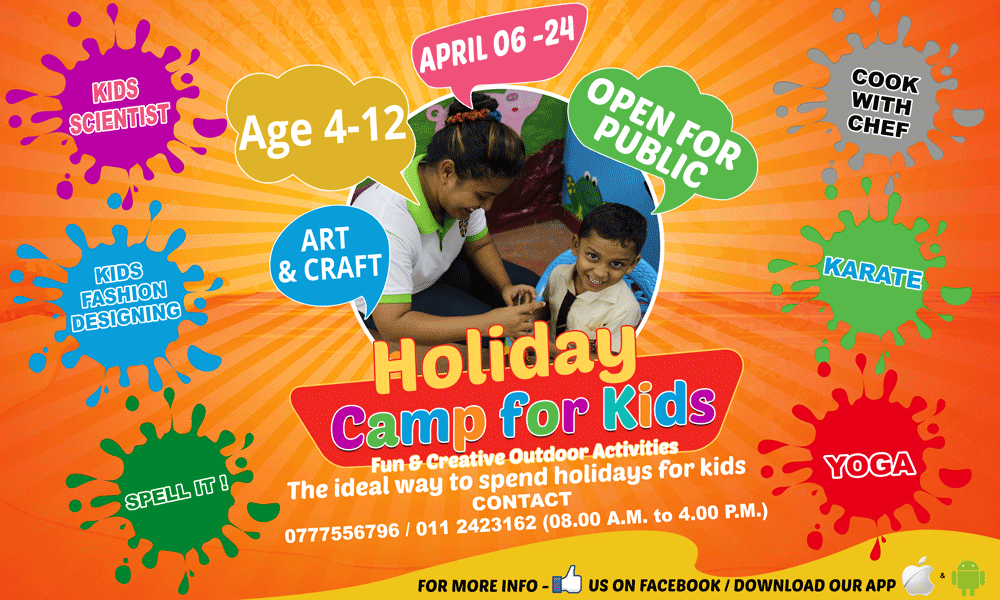 APRIL 06 -24
Age 4-12
OPEN FOR
PUBLIC
ART
& CRAFT
KIDS
SCIENTIST
KIDS
FASHION
DESIGNING
SPELL IT !
COOK
WITH
CHEF
KARATE
YOGA
Holiday
Camp for Kids
Fun & Creative Outdoor Activities
The ideal way to spend holidays for kids
CONTACT
0777556796 / 011 2423162 (08.00 A.M. to 4.00 P.M.)
FOR MORE INFO - US ON FACEBOOK / DOWNLOAD OUR APP &